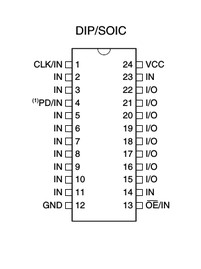 DIP/SOIC
CLK/IN 1 24 VCC
IN 2 23 IN
IN 3 22 I/O
(1)PD/IN 4 21 I/O
IN 5 20 I/O
IN 6 19 I/O
IN 7 18 I/O
IN 8 17 I/O
IN 9 16 I/O
IN 10 15 I/O
IN 11 14 IN
GND 12 13 OE/IN